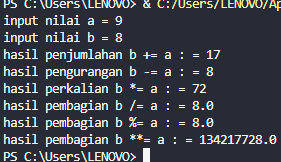 PS C:\Users\LENOVO> & C:/Users/LENOVO/Ap
input nilai a = 9
input nilai b = 8
hasil penjumlahan b += a : = 17
hasil pengurangan b -= a : = 8
hasil perkalian b *= a : = 72
hasil pembagian b /= a : = 8.0
hasil pembagian b %= a : = 8.0
hasil pembagian b **= a : = 134217728.0
PS C:\Users\LENOVO>